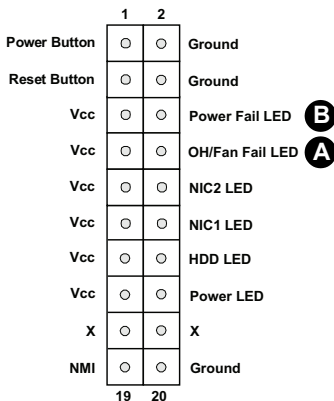 1 2
Power Button Ground
Reset Button Ground
Vcc Power Fail LED B
Vcc OH/Fan Fail LED A
Vcc NIC2 LED
Vcc NIC1 LED
Vcc HDD LED
Vcc Power LED
X X
NMI Ground
19 20